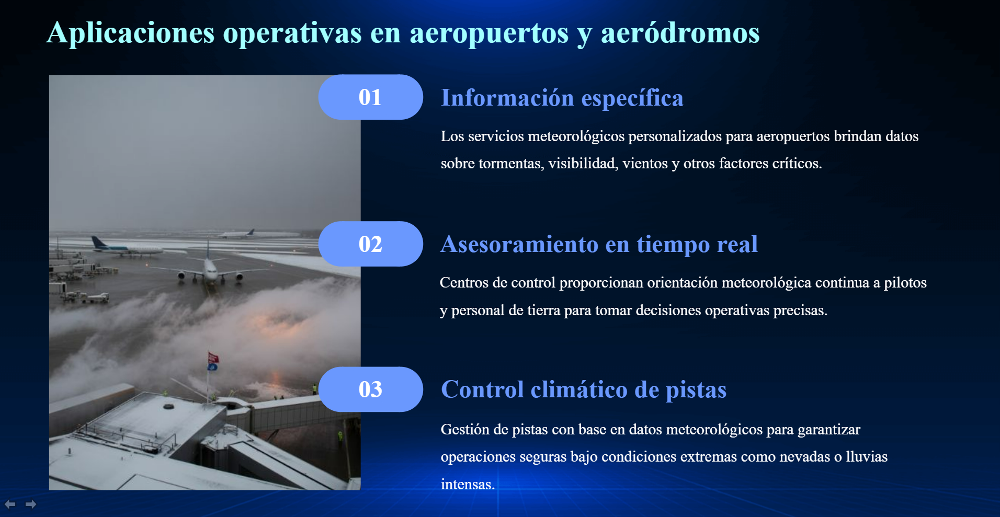 Aplicaciones operativas en aeropuertos y aeródromos
01
Información específica
Los servicios meteorológicos personalizados para aeropuertos brindan datos
sobre tormentas, visibilidad, vientos y otros factores críticos.
02
Asesoramiento en tiempo real
Centros de control proporcionan orientación meteorológica continua a pilotos
y personal de tierra para tomar decisiones operativas precisas.
03
Control climático de pistas
Gestión de pistas con base en datos meteorológicos para garantizar
operaciones seguras bajo condiciones extremas como nevadas o lluvias
intensas.